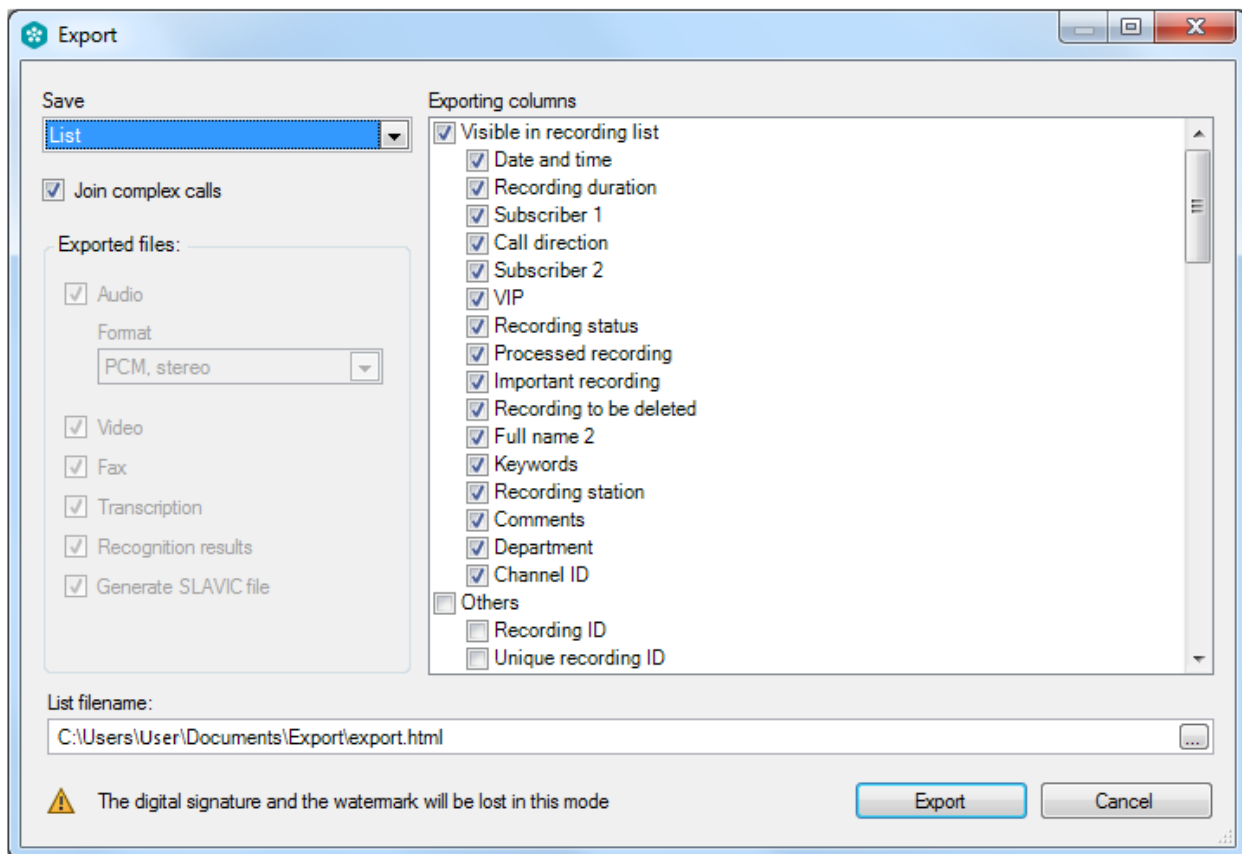 Export
Save
List
Join complex calls
Exported files:
Audio
Format
PCM, stereo
Video
Fax
Transcription
Recognition results
Generate SLAVIC file
Exporting columns
Visible in recording list
Date and time
Recording duration
Subscriber 1
Call direction
Subscriber 2
VIP
Recording status
Processed recording
Important recording
Recording to be deleted
Full name 2
Keywords
Recording station
Comments
Department
Channel ID
Others
Recording ID
Unique recording ID
List filename:
C:\Users\User\Documents\Export\export.html
...
The digital signature and the watermark will be lost in this mode
Export
Cancel